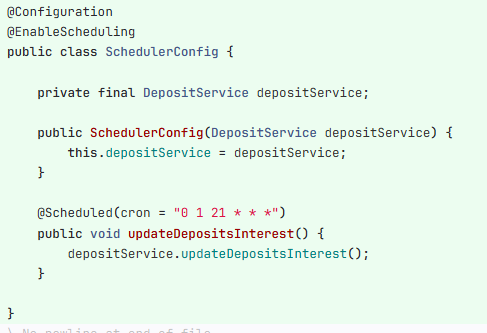 @Configuration
@EnableScheduling
public class SchedulerConfig {
private final DepositService depositService;
public SchedulerConfig(DepositService depositService) {
this.depositService = depositService;
}
@Scheduled(cron = "0 1 21 * * *")
public void updateDepositsInterest() {
depositService.updateDepositsInterest();
}
}
\ No newline at end of file